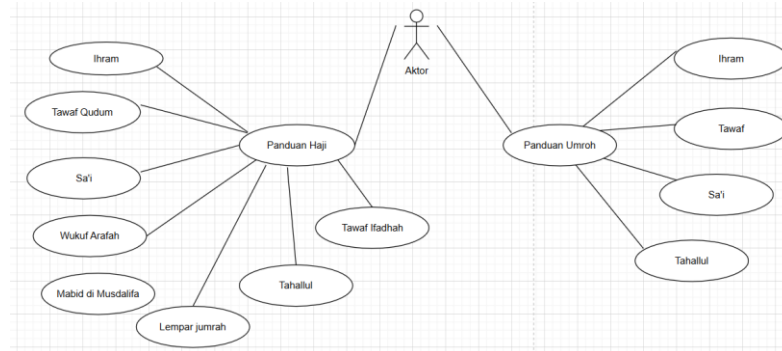 Aktor
Ihram
Tawaf Qudum
Panduan Haji
Sa'i
Wukuf Arafah
Tawaf Ifadhah
Mabid di Musdalifa
Tahallul
Lempar jumrah
Ihram
Tawaf
Panduan Umroh
Sa'i
Tahallul